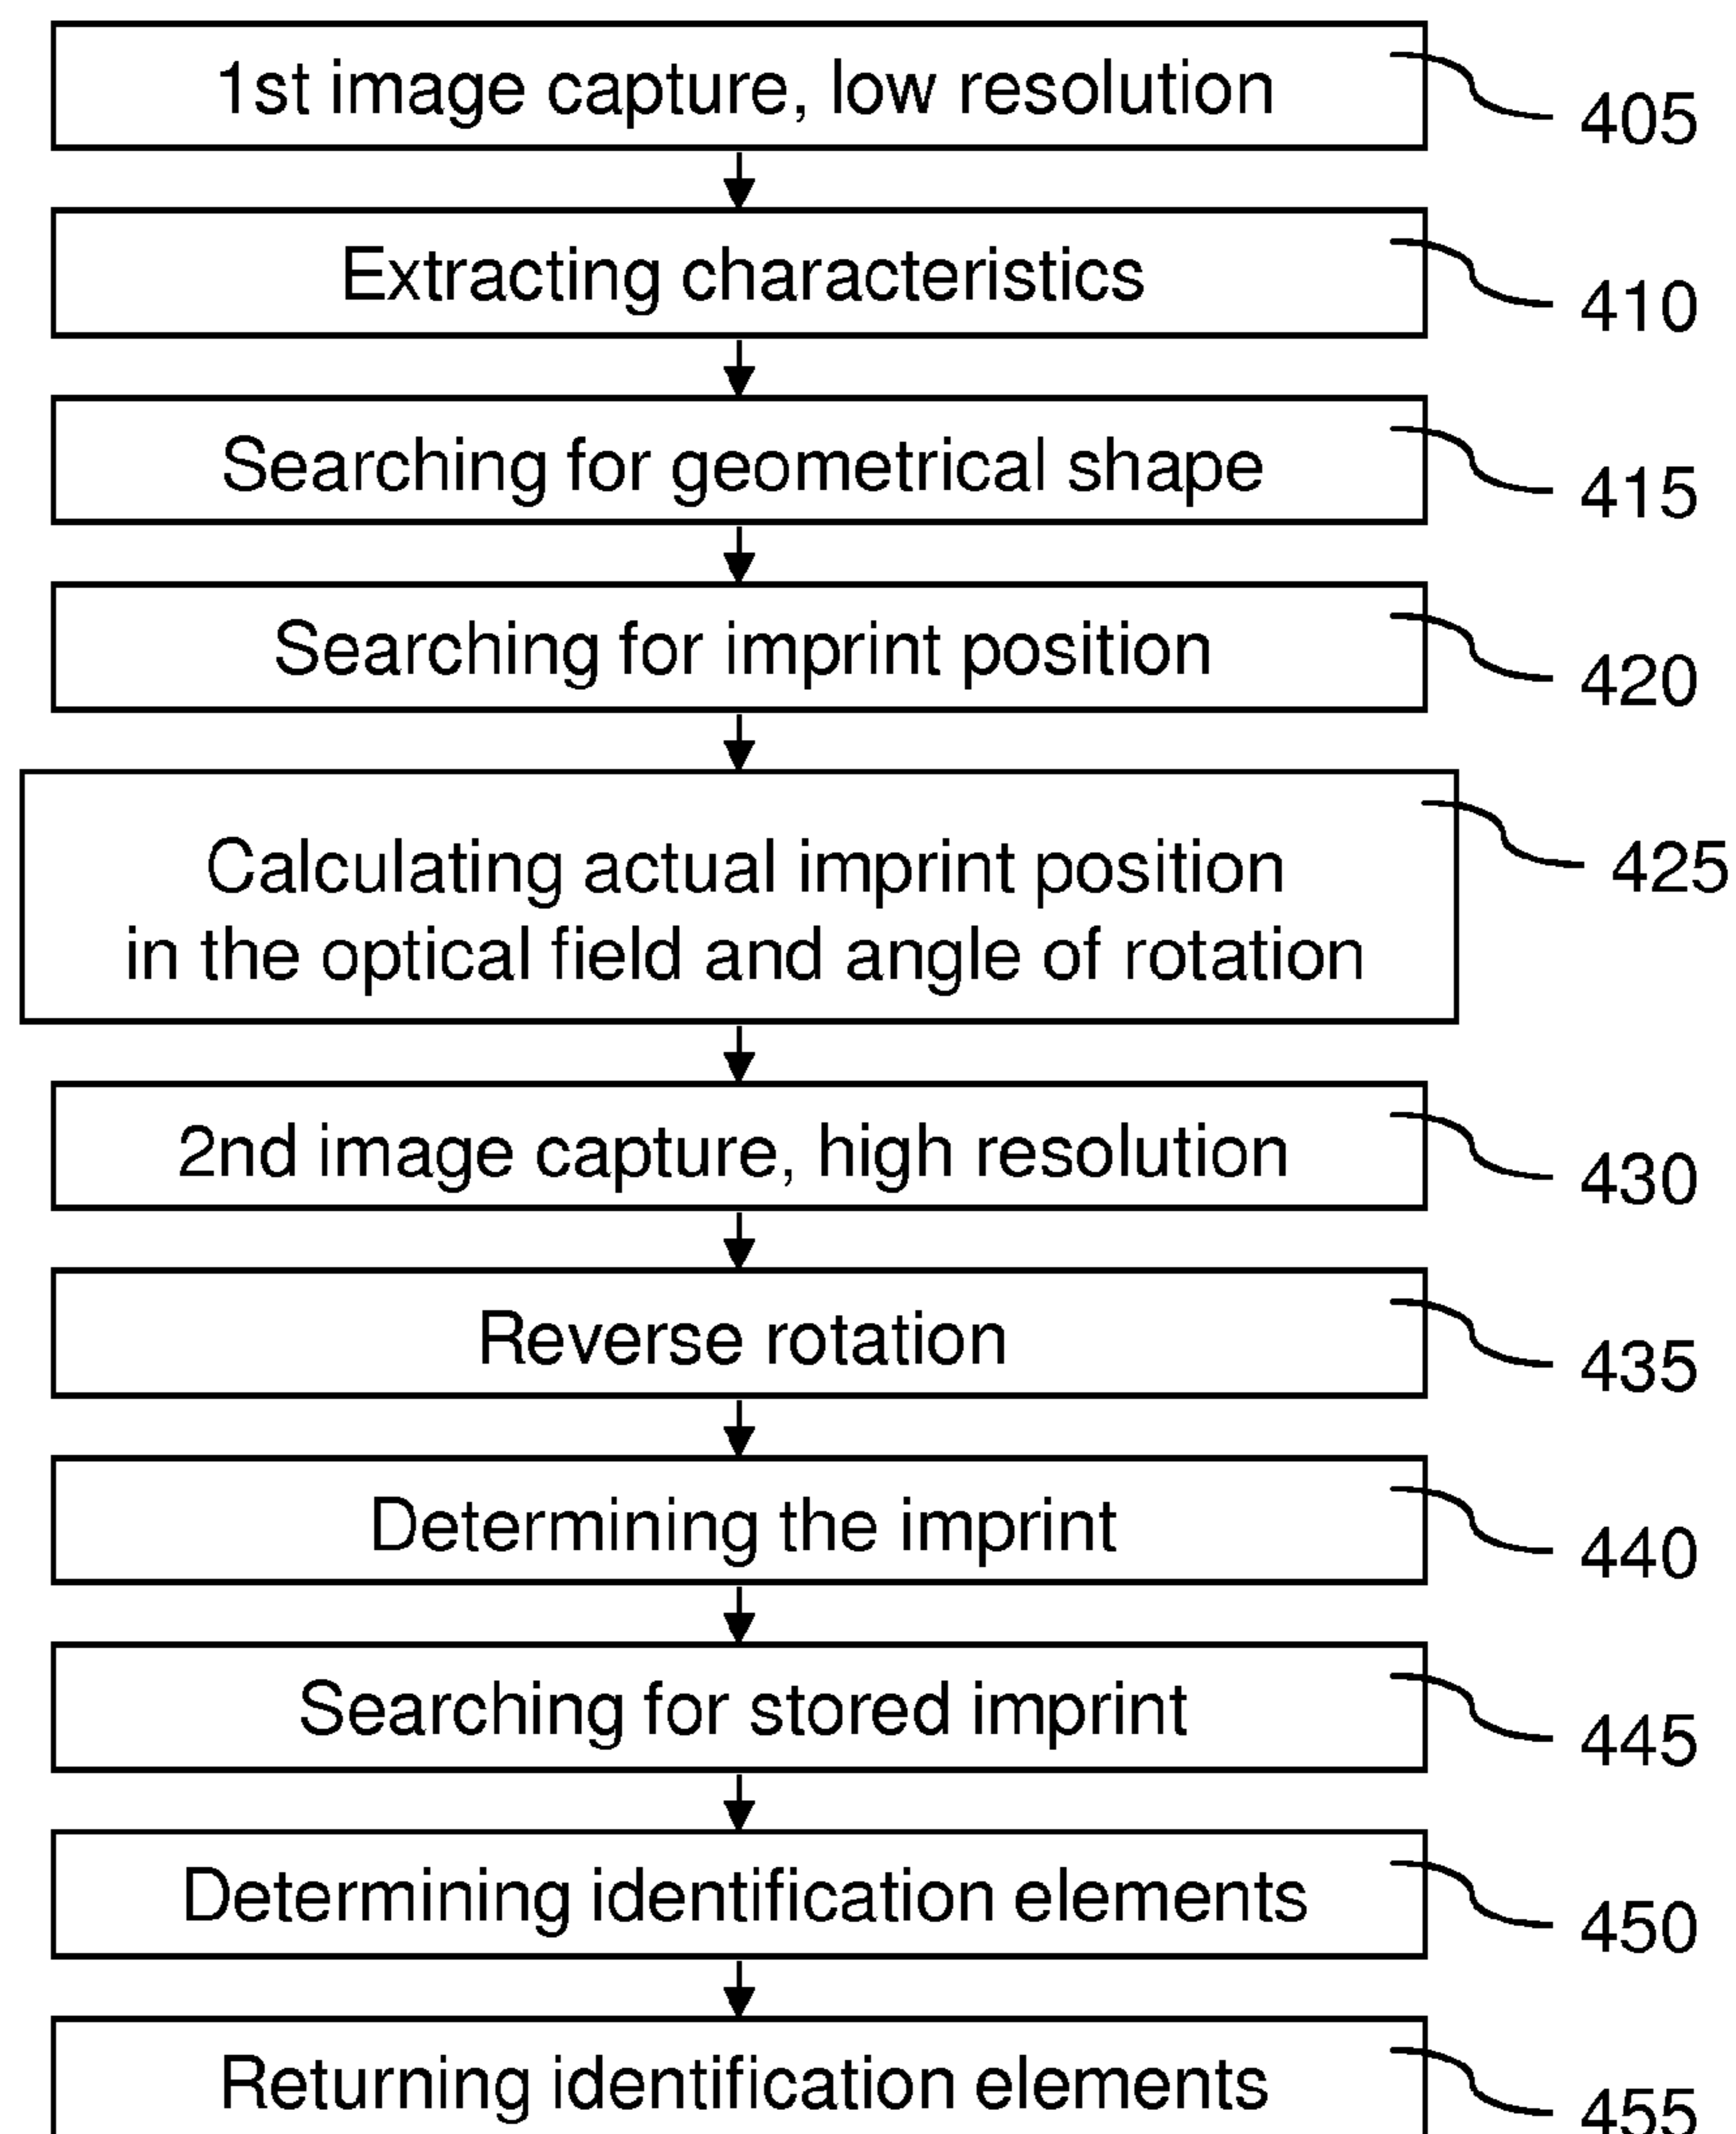 1st image capture, low resolution
405
Extracting characteristics
410
Searching for geometrical shape
415
Searching for imprint position
420
Calculating actual imprint position
in the optical field and angle of rotation
425
2nd image capture, high resolution
430
Reverse rotation
435
Determining the imprint
440
Searching for stored imprint
445
Determining identification elements
450
Returning identification elements
455